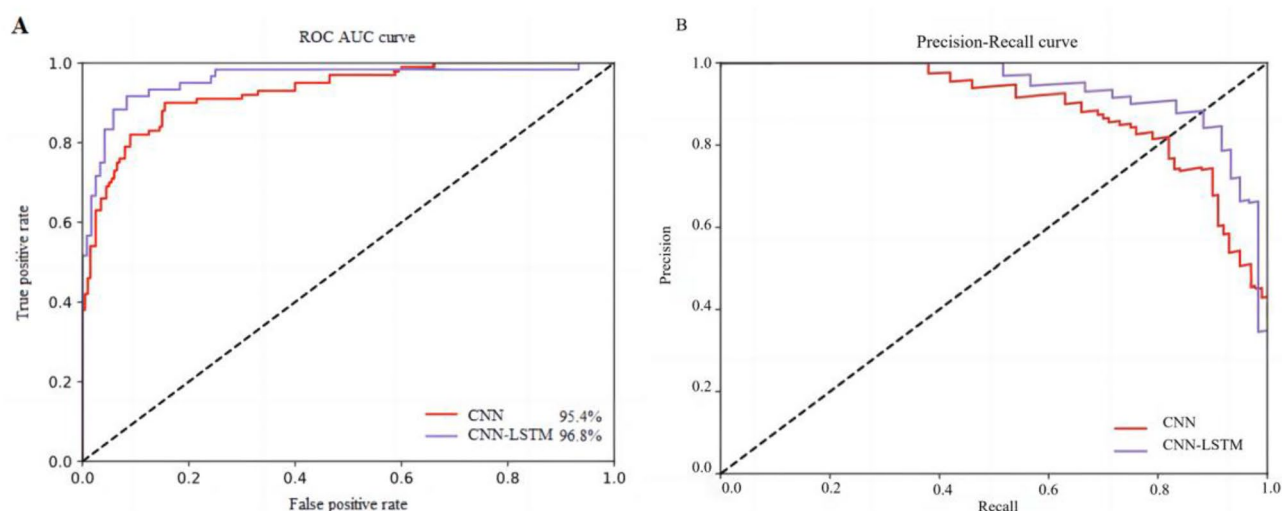 A
ROC AUC curve
True positive rate
1.0
0.8
0.6
0.4
0.2
0.0
CNN 95.4%
CNN-LSTM 96.8%
0.0 0.2 0.4 0.6 0.8 1.0
False positive rate
B
Precision-Recall curve
Precision
1.0
0.8
0.6
0.4
0.2
0.0
CNN
CNN-LSTM
0.0 0.2 0.4 0.6 0.8 1.0
Recall